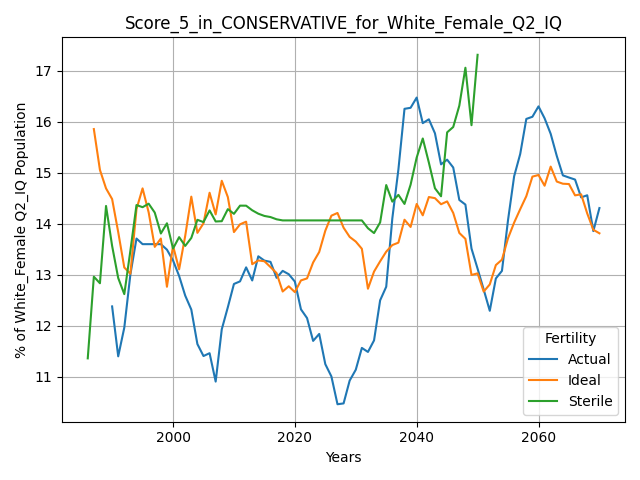 Score_5_in_CONSERVATIVE_for_White_Female_Q2_IQ
% of White_Female Q2_IQ Population
17
16
15
14
13
12
11
2000
2020
2040
2060
Years
Fertility
Actual
Ideal
Sterile